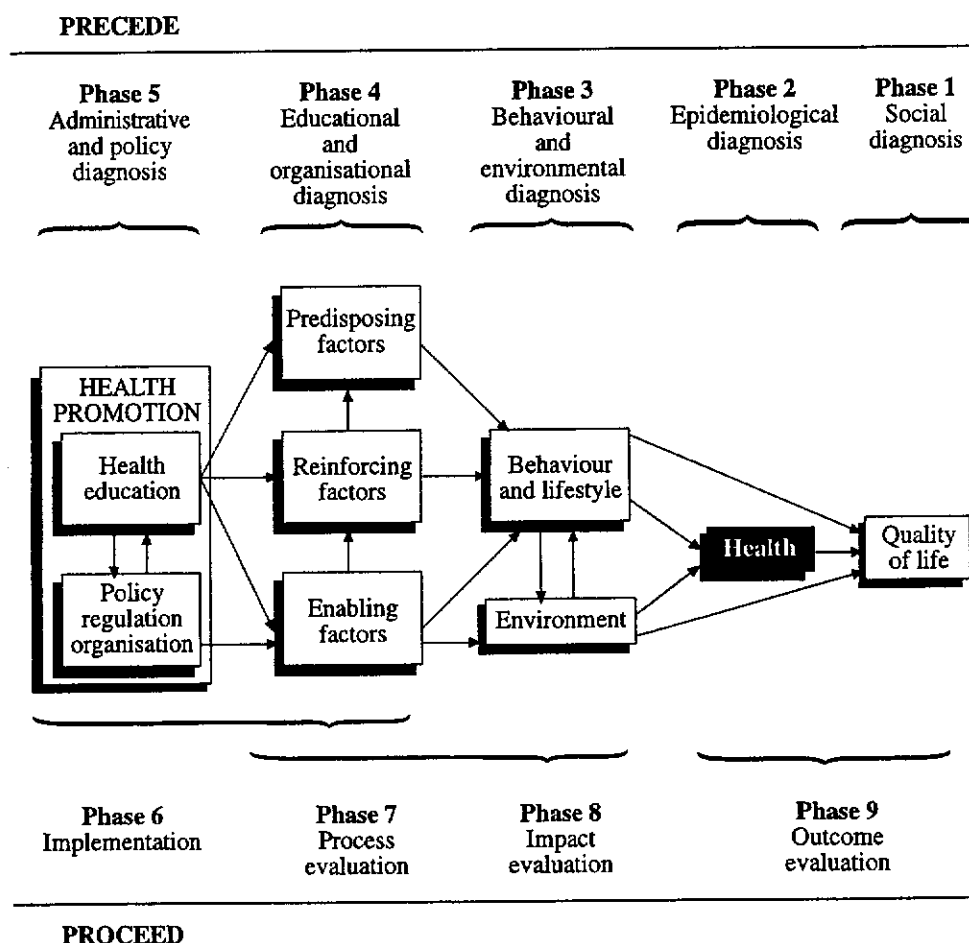 PRECEDE
Phase 5
Administrative
and policy
diagnosis
Phase 4
Educational
and
organisational
diagnosis
Phase 3
Behavioural
and
environmental
diagnosis
Phase 2
Epidemiological
diagnosis
Phase 1
Social
diagnosis
HEALTH
PROMOTION
Health
education
Policy
regulation
organisation
Predisposing
factors
Reinforcing
factors
Enabling
factors
Behaviour
and lifestyle
Environment
Health
Quality
of life
Phase 6
Implementation
Phase 7
Process
evaluation
Phase 8
Impact
evaluation
Phase 9
Outcome
evaluation
PROCEED